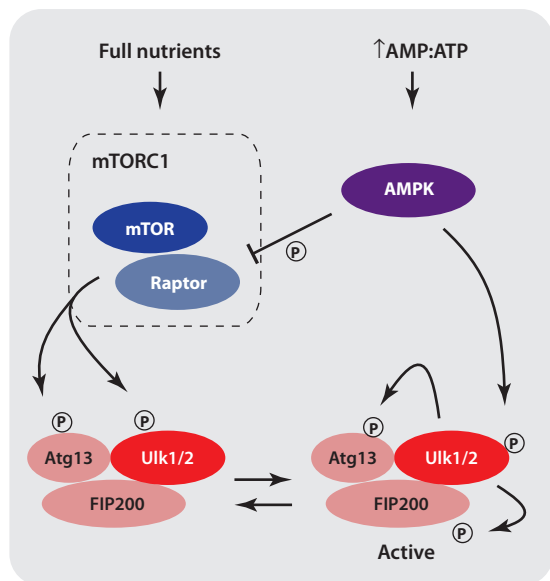 Full nutrients
↑AMP:ATP
mTORC1
AMPK
mTOR
P
Raptor
P
P
P
P
Atg13
Ulk1/2
Atg13
Ulk1/2
FIP200
FIP200
P
Active